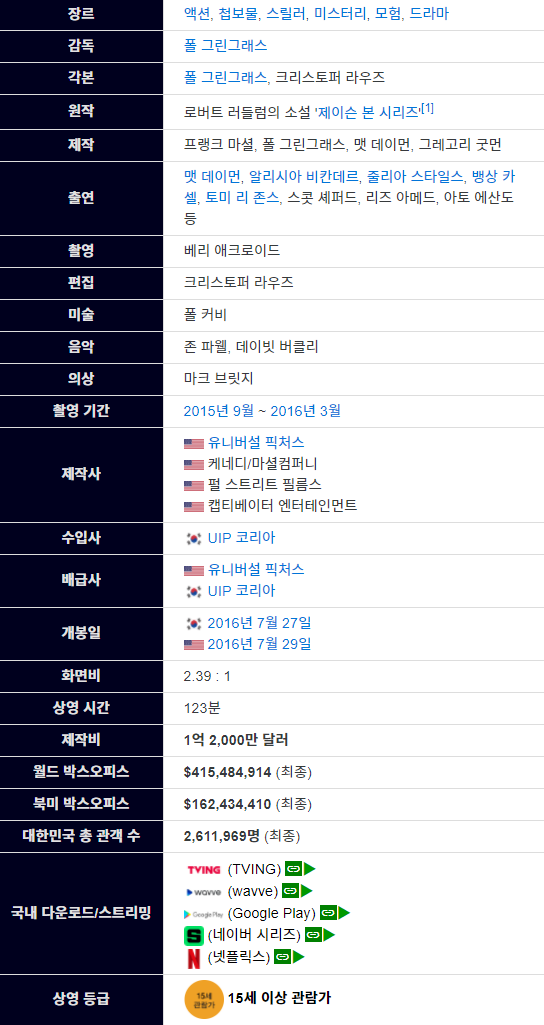 장르
액션, 첩보물, 스릴러, 미스터리, 모험, 드라마
감독
폴 그린그래스
각본
폴 그린그래스, 크리스토퍼 라우즈
원작
로버트 러들럼의 소설 '제이슨 본 시리즈'[1]
제작
프랭크 마셜, 폴 그린그래스, 맷 데이먼, 그레고리 굿먼
출연
맷 데이먼, 알리시아 비칸데르, 줄리아 스타일스, 뱅상 카
셀, 토미 리 존스, 스콧 셰퍼드, 리즈 아메드, 아토 에산도
등
촬영
베리 애크로이드
편집
크리스토퍼 라우즈
미술
폴 커비
음악
존 파웰, 데이빗 버클리
의상
마크 브릿지
촬영 기간
2015년 9월 ~ 2016년 3월
제작사
유니버설 픽처스
케네디/마셜컴퍼니
펄 스트리트 필름스
캡티베이터 엔터테인먼트
수입사
UIP 코리아
배급사
유니버설 픽처스
UIP 코리아
개봉일
2016년 7월 27일
2016년 7월 29일
화면비
2.39 : 1
상영 시간
123분
제작비
1억 2,000만 달러
월드 박스오피스
$415,484,914 (최종)
북미 박스오피스
$162,434,410 (최종)
대한민국 총 관객 수
2,611,969명 (최종)
국내 다운로드/스트리밍
TVING (TVING)
wavve (wavve)
Google Play (Google Play)
S (네이버 시리즈)
N (넷플릭스)
상영 등급
15세
관람가
15세 이상 관람가